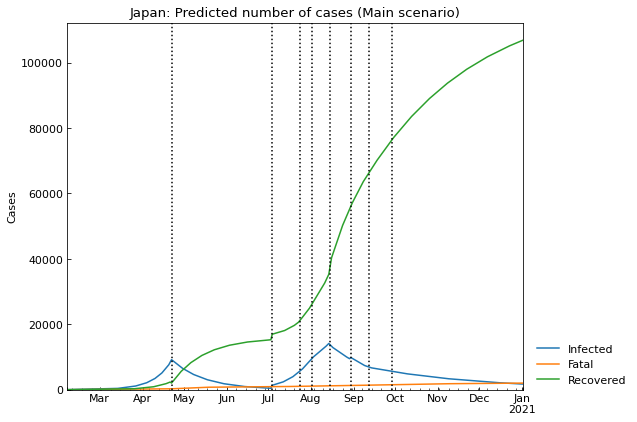 Japan: Predicted number of cases (Main scenario)
100000
80000
60000
40000
20000
0
Cases
Mar Apr May Jun Jul Aug Sep Oct Nov Dec Jan
2021
Infected
Fatal
Recovered